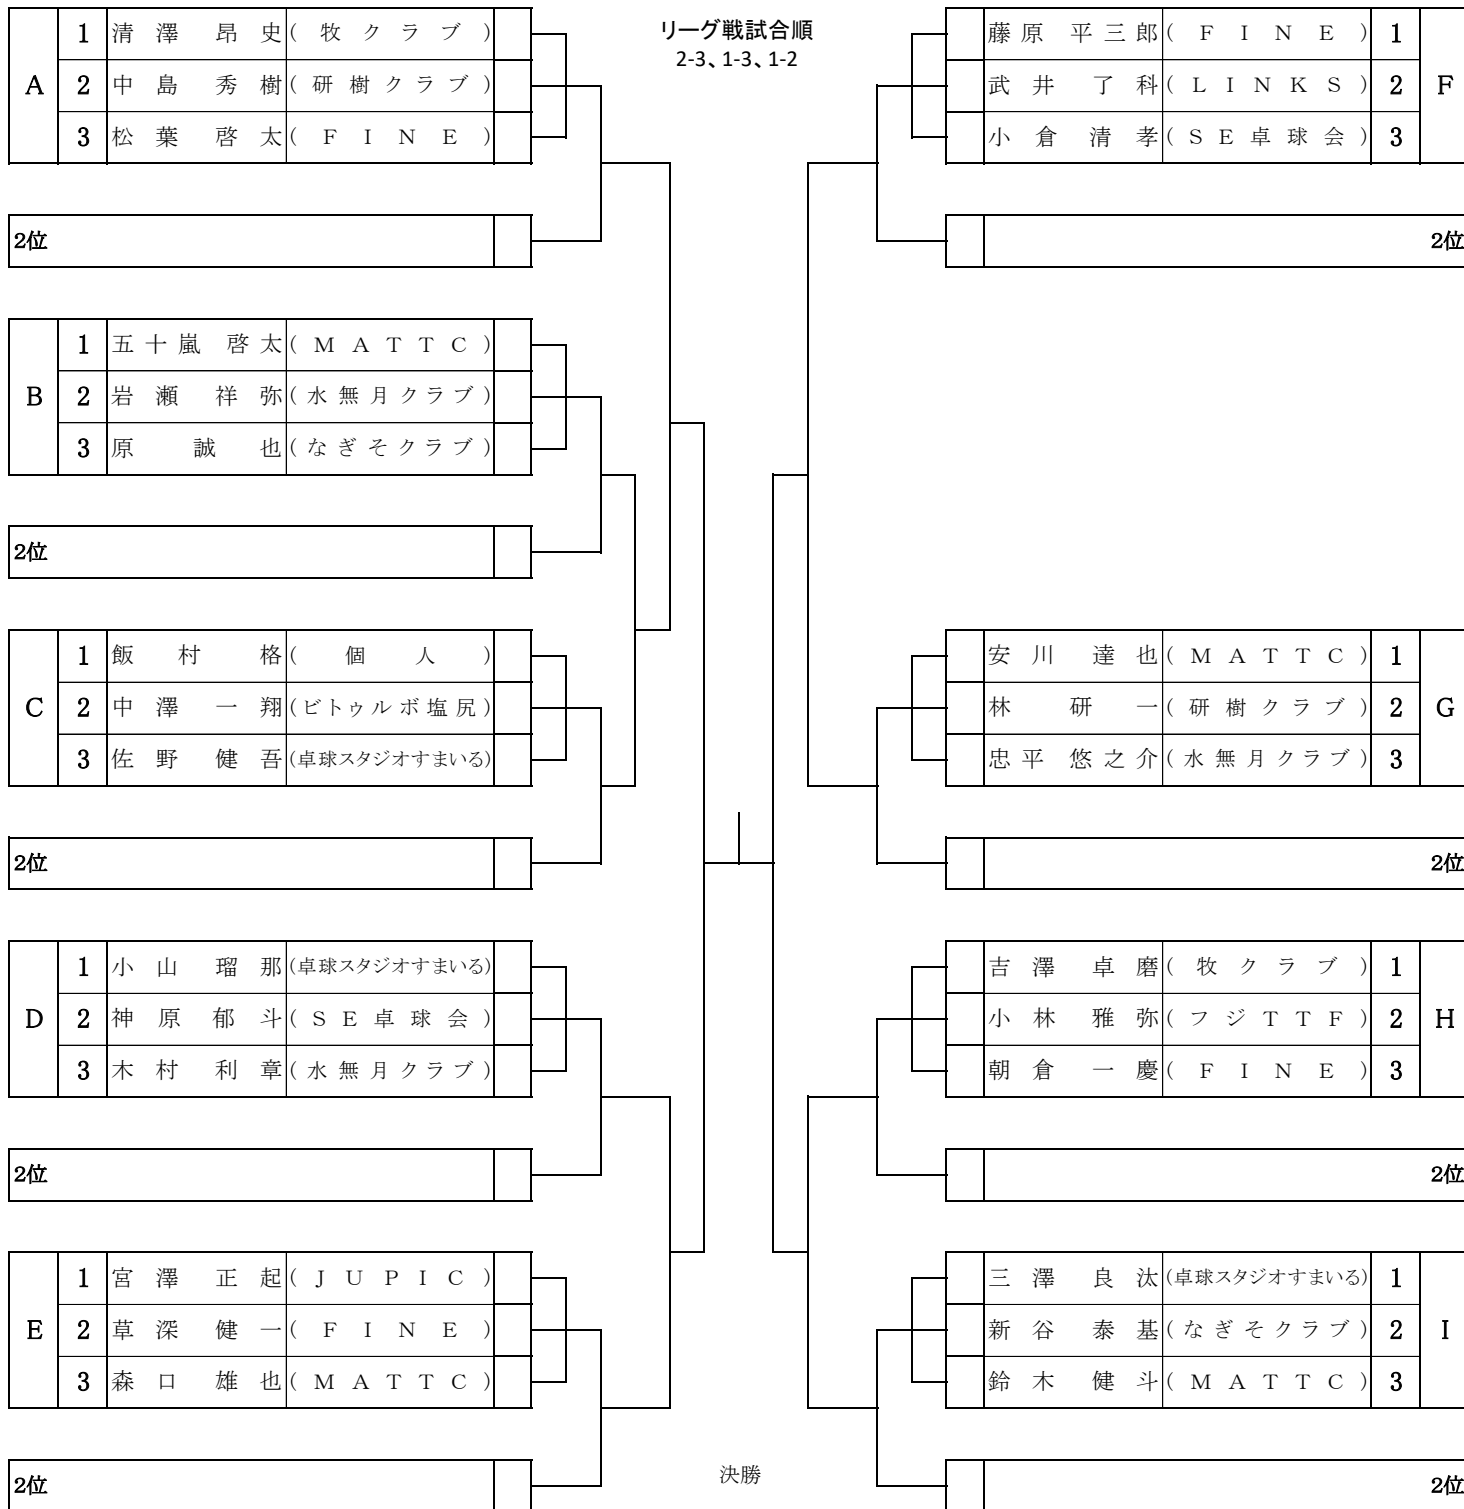 リーグ戦試合順
2-3、1-3、1-2
A
1 清澤 昂史(牧クラブ)
2 中島 秀樹(研樹クラブ)
3 松葉 啓太(FINE)
2位
B
1 五十嵐 啓太(MATTC)
2 岩瀬 祥弥(水無月クラブ)
3 原 誠也(なぎそクラブ)
2位
C
1 飯村 格(個人)
2 中澤 一翔(ビトゥルボ塩尻)
3 佐野 健吾(卓球スタジオすまいる)
2位
D
1 小山 瑠那(卓球スタジオすまいる)
2 神原 郁斗(SE卓球会)
3 木村 利章(水無月クラブ)
2位
E
1 宮澤 正起(JUPIC)
2 草深 健一(FINE)
3 森口 雄也(MATTC)
2位
藤原 平三郎(FINE) 1
武井 了科(LINKS) 2
小倉 清孝(SE卓球会) 3
F
2位
安川 達也(MATTC) 1
林 研一(研樹クラブ) 2
忠平 悠之介(水無月クラブ) 3
G
2位
吉澤 卓磨(牧クラブ) 1
小林 雅弥(フジTTF) 2
朝倉 一慶(FINE) 3
H
2位
三澤 良汰(卓球スタジオすまいる) 1
新谷 泰基(なぎそクラブ) 2
鈴木 健斗(MATTC) 3
I
2位
決勝